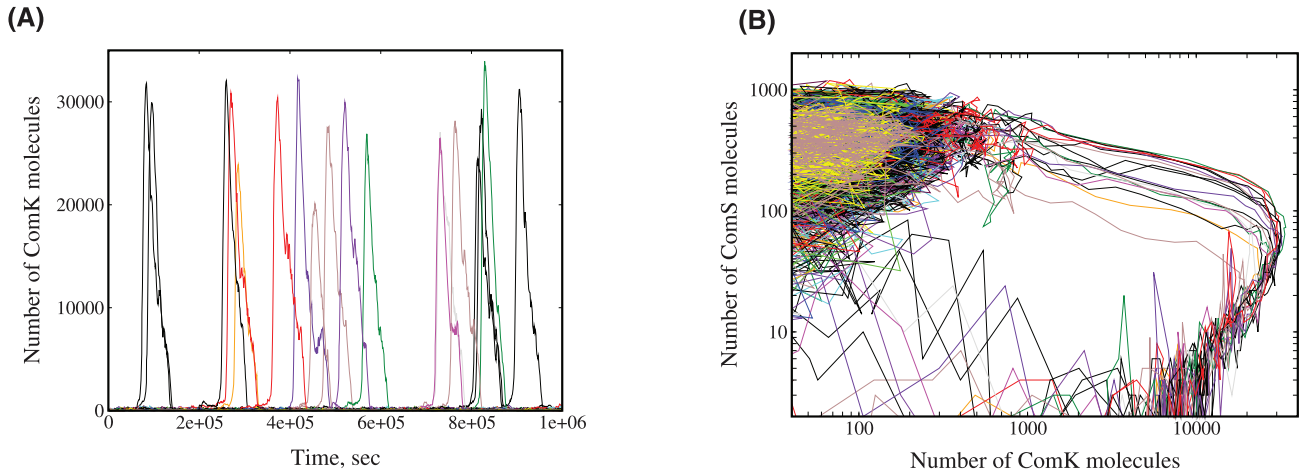 (A)
Number of ComK molecules
30000
20000
10000
0
0 2e+05 4e+05 6e+05 8e+05 1e+06
Time, sec
(B)
Number of ComS molecules
1000
100
10
100 1000 10000
Number of ComK molecules